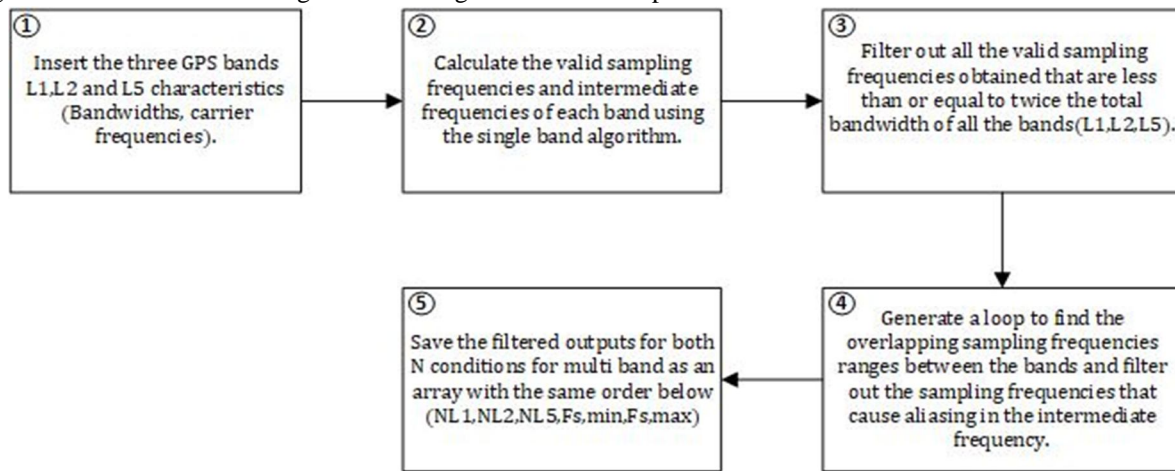 ①
Insert the three GPS bands
L1,L2 and L5 characteristics
(Bandwidths, carrier
frequencies).
②
Calculate the valid sampling
frequencies and intermediate
frequencies of each band using
the single band algorithm.
③
Filter out all the valid sampling
frequencies obtained that are less
than or equal to twice the total
bandwidth of all the bands(L1,L2,L5).
④
Generate a loop to find the
overlapping sampling frequencies
ranges between the bands and filter
out the sampling frequencies that
cause aliasing in the intermediate
frequency.
⑤
Save the filtered outputs for both
N conditions for multi band as an
array with the same order below
(NL1,NL2,NL5,Fs,min,Fs,max)